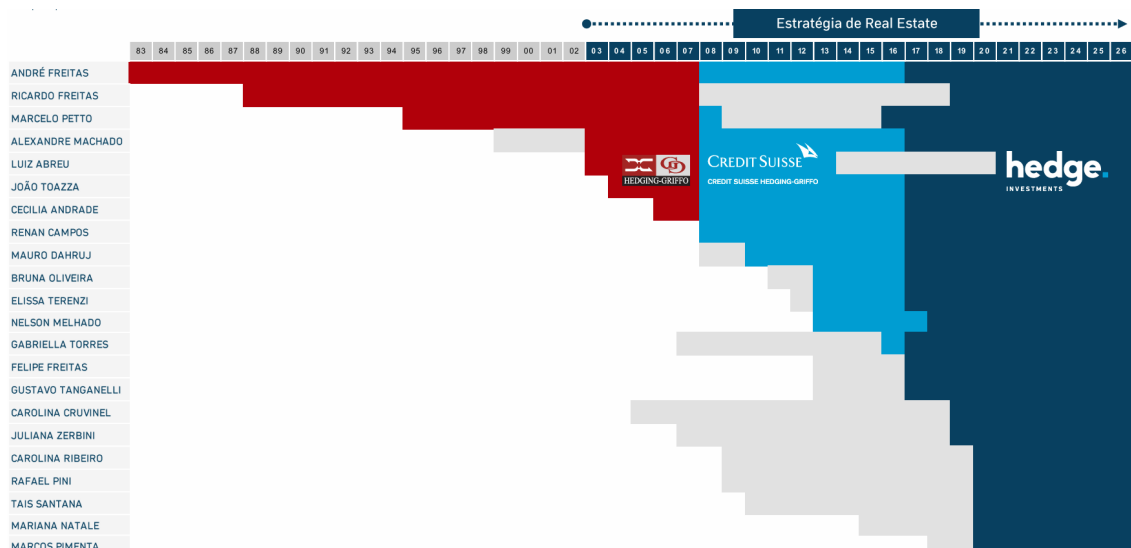 Estratégia de Real Estate
83 84 85 86 87 88 89 90 91 92 93 94 95 96 97 98 99 00 01 02 03 04 05 06 07 08 09 10 11 12 13 14 15 16 17 18 19 20 21 22 23 24 25 26
ANDRÉ FREITAS
RICARDO FREITAS
MARCELO PETTO
ALEXANDRE MACHADO
LUIZ ABREU
JOÃO TOAZZA
CECILIA ANDRADE
RENAN CAMPOS
MAURO DAHRUJ
BRUNA OLIVEIRA
ELISSA TERENZI
NELSON MELHADO
GABRIELLA TORRES
FELIPE FREITAS
GUSTAVO TANGANELLI
CAROLINA CRUVINEL
JULIANA ZERBINI
CAROLINA RIBEIRO
RAFAEL PINI
TAIS SANTANA
MARIANA NATALE
MARCOS PIMENTA
HEDGING-GRIFFO
CREDIT SUISSE
CREDIT SUISSE HEDGING-GRIFFO
hedge.
INVESTMENTS